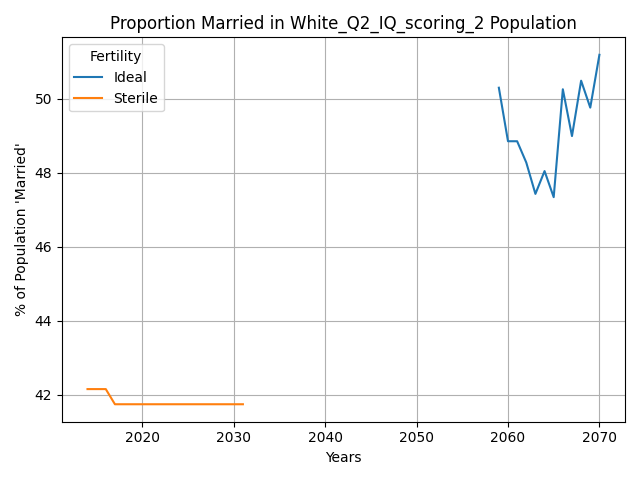 Proportion Married in White_Q2_IQ_scoring_2 Population
Fertility
Ideal
Sterile
% of Population 'Married'
50
48
46
44
42
2020 2030 2040 2050 2060 2070
Years